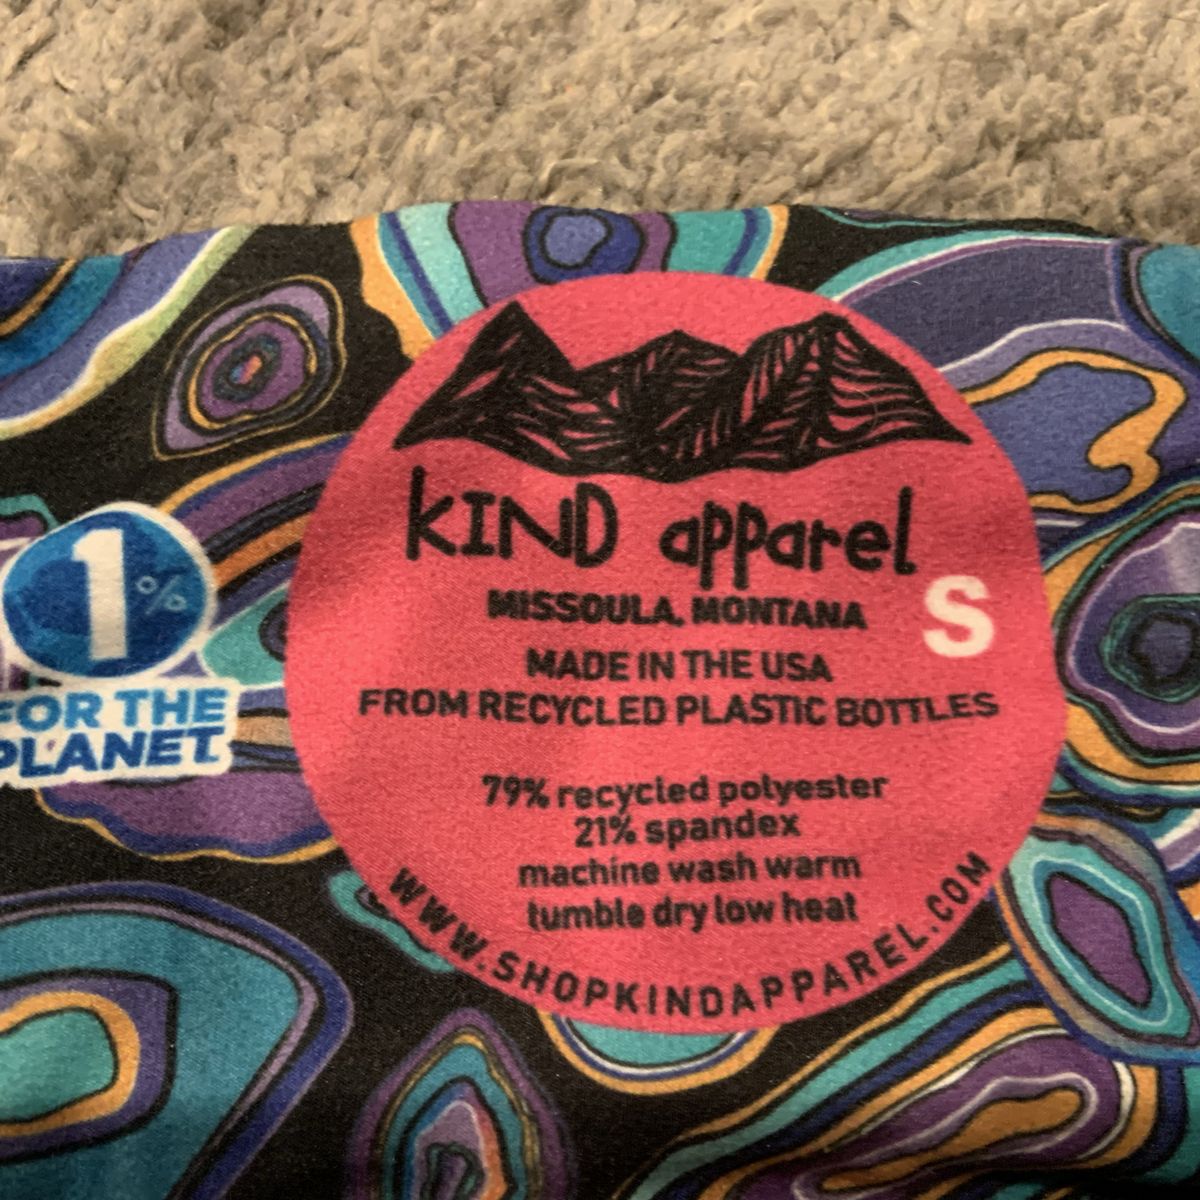 1%
FOR THE
PLANET
KIND apparel
S
MISSOULA, MONTANA
MADE IN THE USA
FROM RECYCLED PLASTIC BOTTLES
79% recycled polyester
21% spandex
machine wash warm
tumble dry low heat
WWW.SHOPKINDAPPAREL.COM